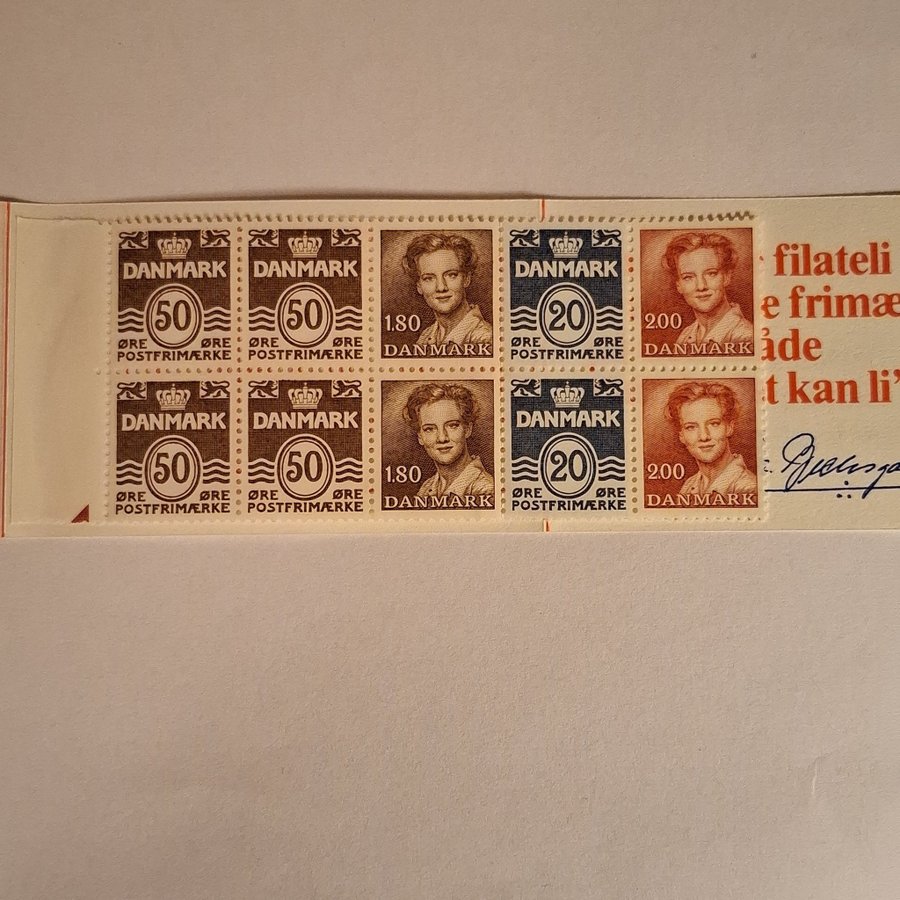 DANMARK
50
ØRE ØRE
POSTFRIMÆRKE
DANMARK
50
ØRE ØRE
POSTFRIMÆRKE
1.80
DANMARK
DANMARK
20
ØRE ØRE
POSTFRIMÆRKE
2.00
DANMARK
DANMARK
50
ØRE ØRE
POSTFRIMÆRKE
DANMARK
50
ØRE ØRE
POSTFRIMÆRKE
1.80
DANMARK
DANMARK
20
ØRE ØRE
POSTFRIMÆRKE
2.00
DANMARK
filateli
e frimæ
åde
t kan li’